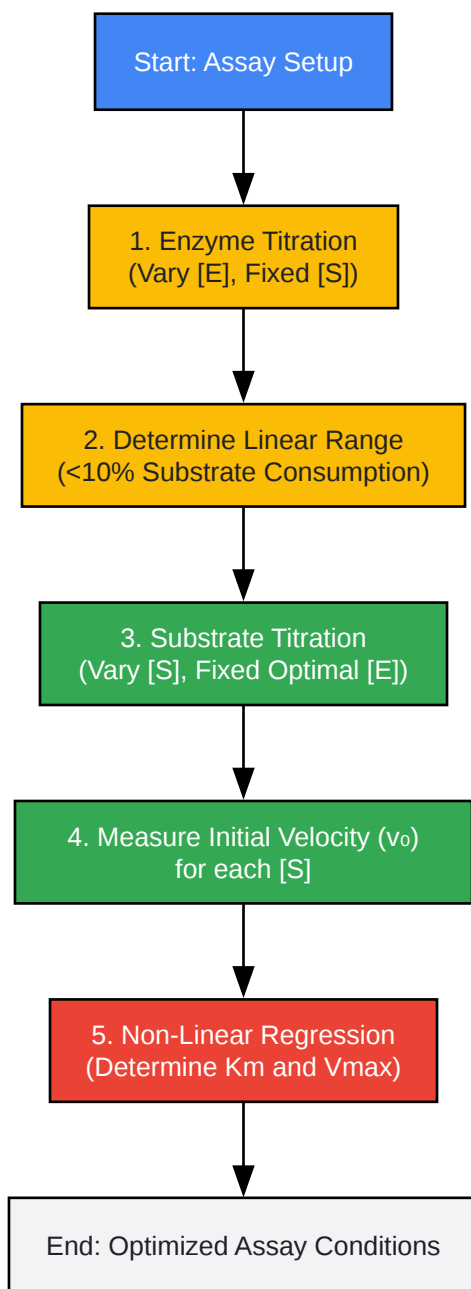 Start: Assay Setup
1. Enzyme Titration
(Vary [E], Fixed [S])
2. Determine Linear Range
(<10% Substrate Consumption)
3. Substrate Titration
(Vary [S], Fixed Optimal [E])
4. Measure Initial Velocity (v₀)
for each [S]
5. Non-Linear Regression
(Determine Km and Vmax)
End: Optimized Assay Conditions